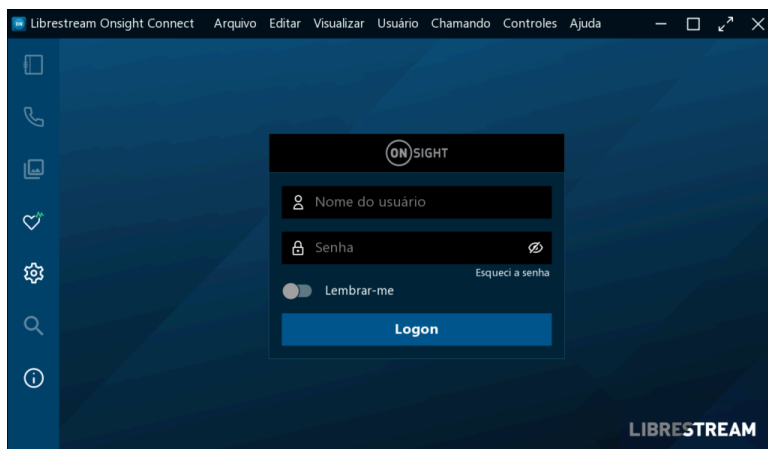 ON Librestream Onsight Connect Arquivo Editar Visualizar Usuário Chamando Controles Ajuda
ONSIGHT
Nome do usuário
Senha
Esqueci a senha
Lembrar-me
Logon
LIBRESTREAM